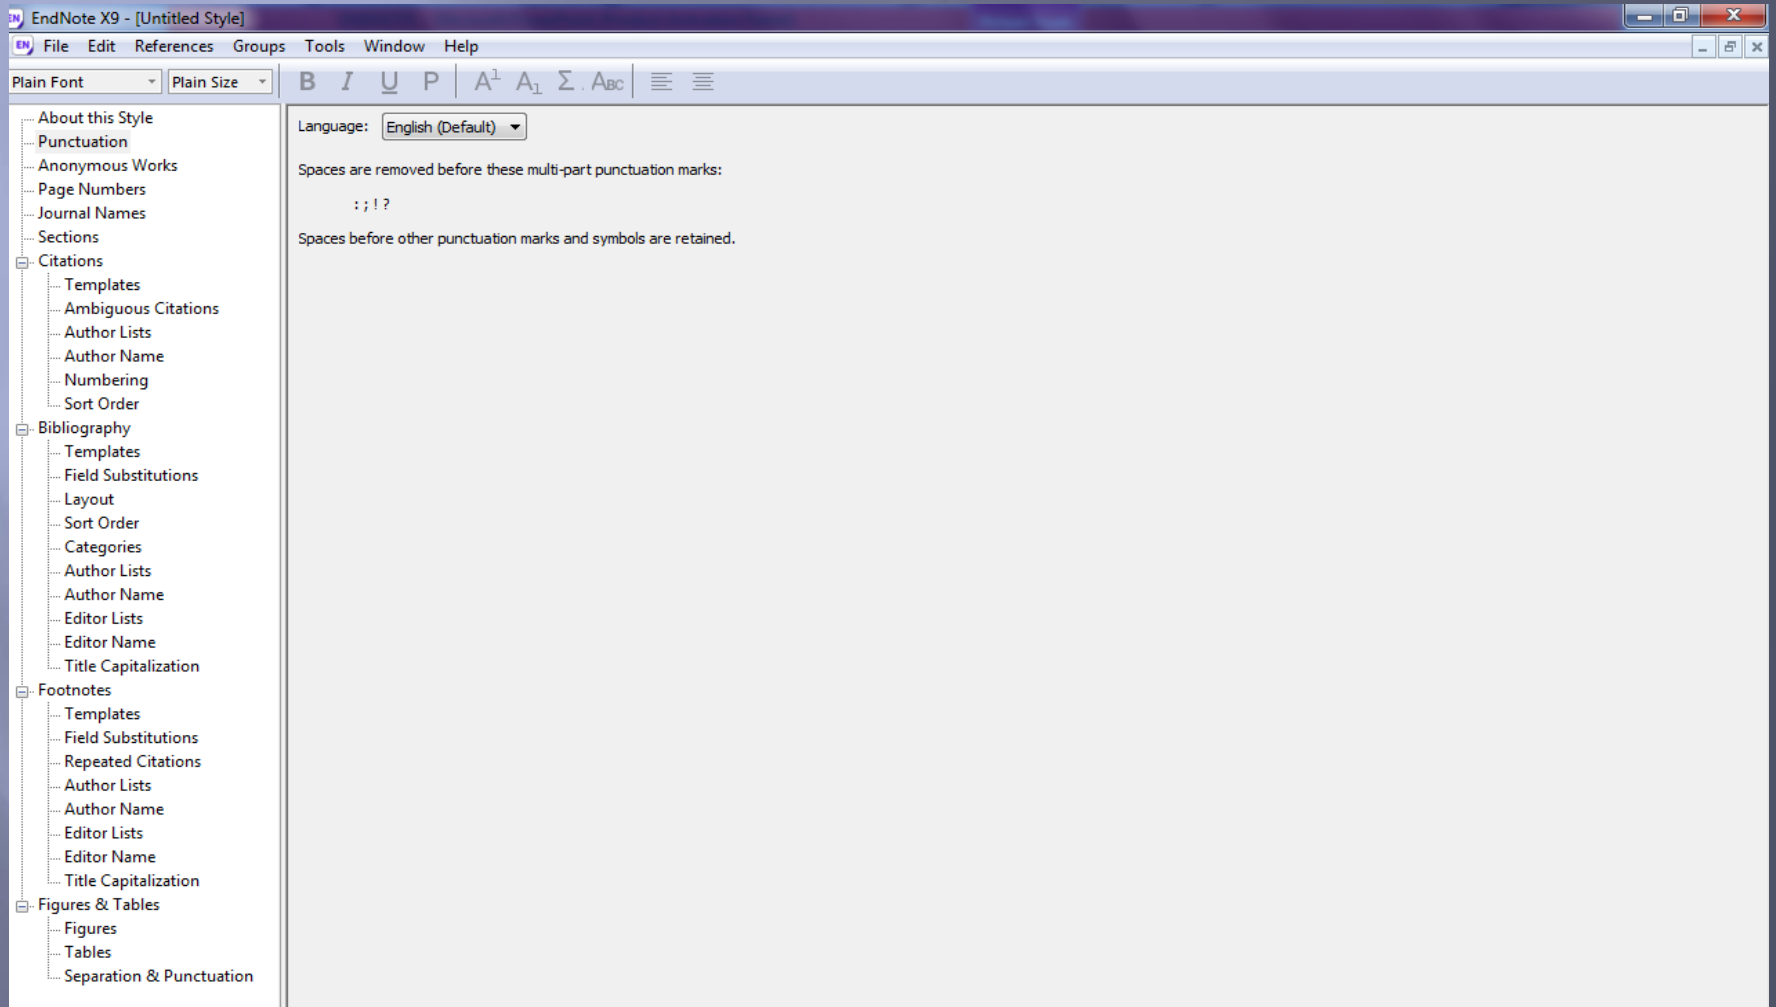 EndNote X9 - [Untitled Style]
File Edit References Groups Tools Window Help
Plain Font Plain Size B I U P A1 A1 Σ ABC
About this Style
Punctuation
Anonymous Works
Page Numbers
Journal Names
Sections
Citations
Templates
Ambiguous Citations
Author Lists
Author Name
Numbering
Sort Order
Bibliography
Templates
Field Substitutions
Layout
Sort Order
Categories
Author Lists
Author Name
Editor Lists
Editor Name
Title Capitalization
Footnotes
Templates
Field Substitutions
Repeated Citations
Author Lists
Author Name
Editor Lists
Editor Name
Title Capitalization
Figures & Tables
Figures
Tables
Separation & Punctuation
Language: English (Default)
Spaces are removed before these multi-part punctuation marks:
:;!?
Spaces before other punctuation marks and symbols are retained.